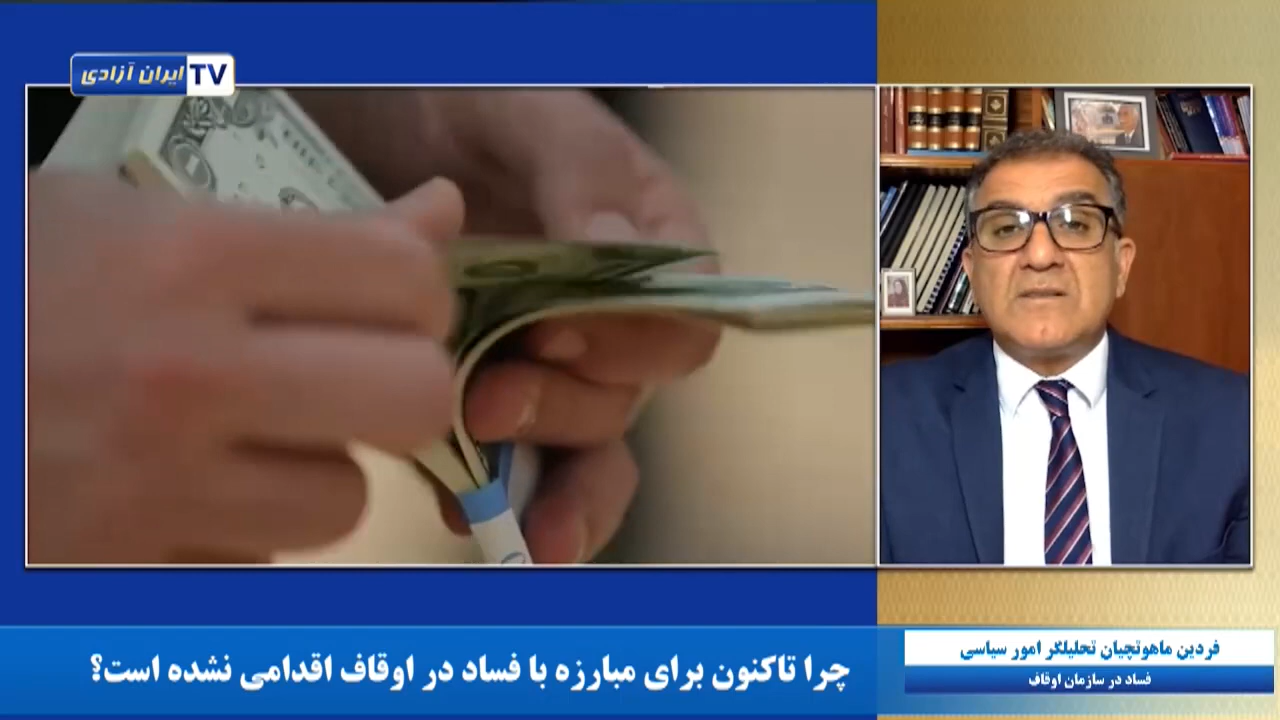 ایران آزادی TV
فردین ماهوتچیان تحلیلگر امور سیاسی
فساد در سازمان اوقاف
چرا تاکنون برای مبارزه با فساد در اوقاف اقدامی نشده است؟